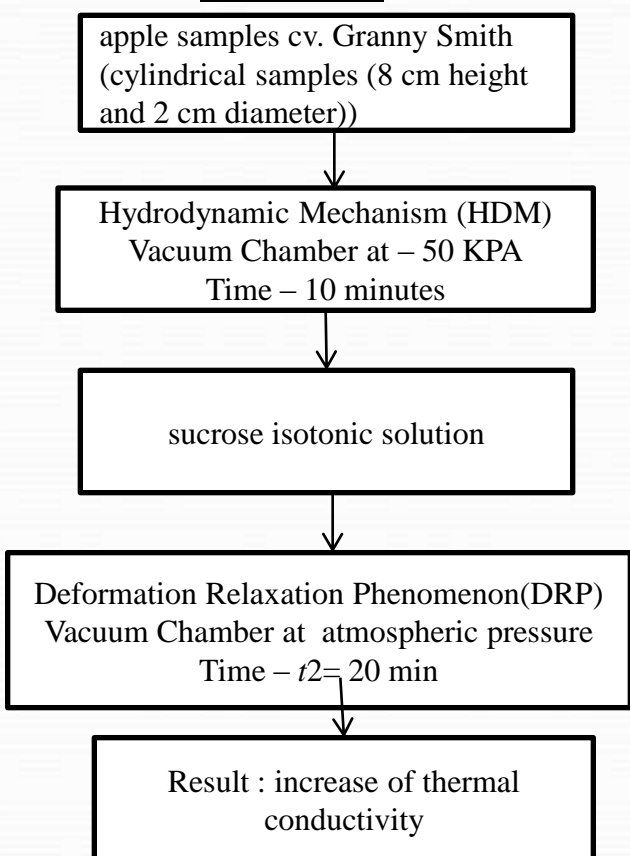 apple samples cv. Granny Smith
(cylindrical samples (8 cm height
and 2 cm diameter))
Hydrodynamic Mechanism (HDM)
Vacuum Chamber at – 50 KPA
Time – 10 minutes
sucrose isotonic solution
Deformation Relaxation Phenomenon(DRP)
Vacuum Chamber at atmospheric pressure
Time – t2= 20 min
Result : increase of thermal
conductivity